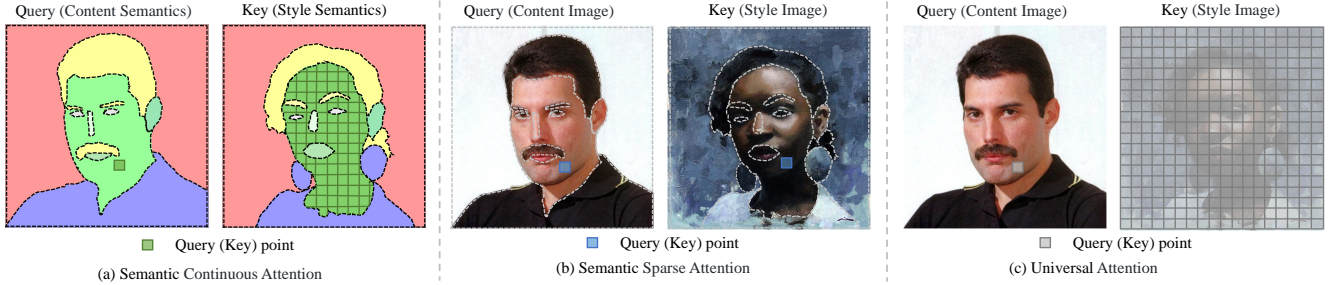 Query (Content Semantics) Key (Style Semantics)
Query (Key) point
(a) Semantic Continuous Attention
Query (Content Image) Key (Style Image)
Query (Key) point
(b) Semantic Sparse Attention
Query (Content Image) Key (Style Image)
Query (Key) point
(c) Universal Attention